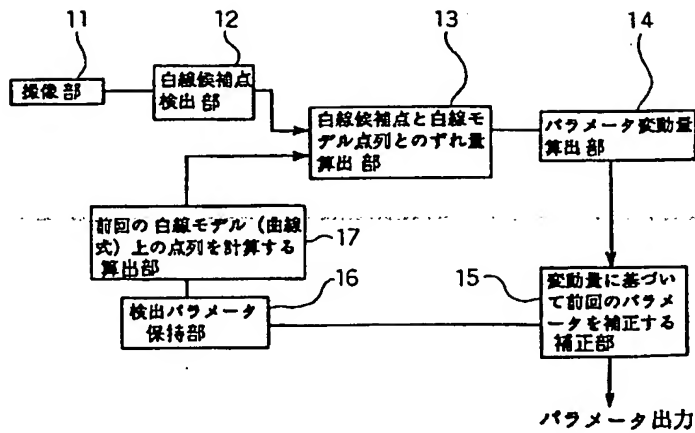 11
12
13
14
撮像部
白線候補点
検出部
白線候補点と白線モ
デル点列とのずれ量
算出部
パラメータ変動量
算出部
前回の白線モデル（曲線
式）上の点列を計算する
算出部
17
16
検出パラメータ
保持部
15
変動量に基づい
て前回のパラメ
ータを補正する
補正部
パラメータ出力